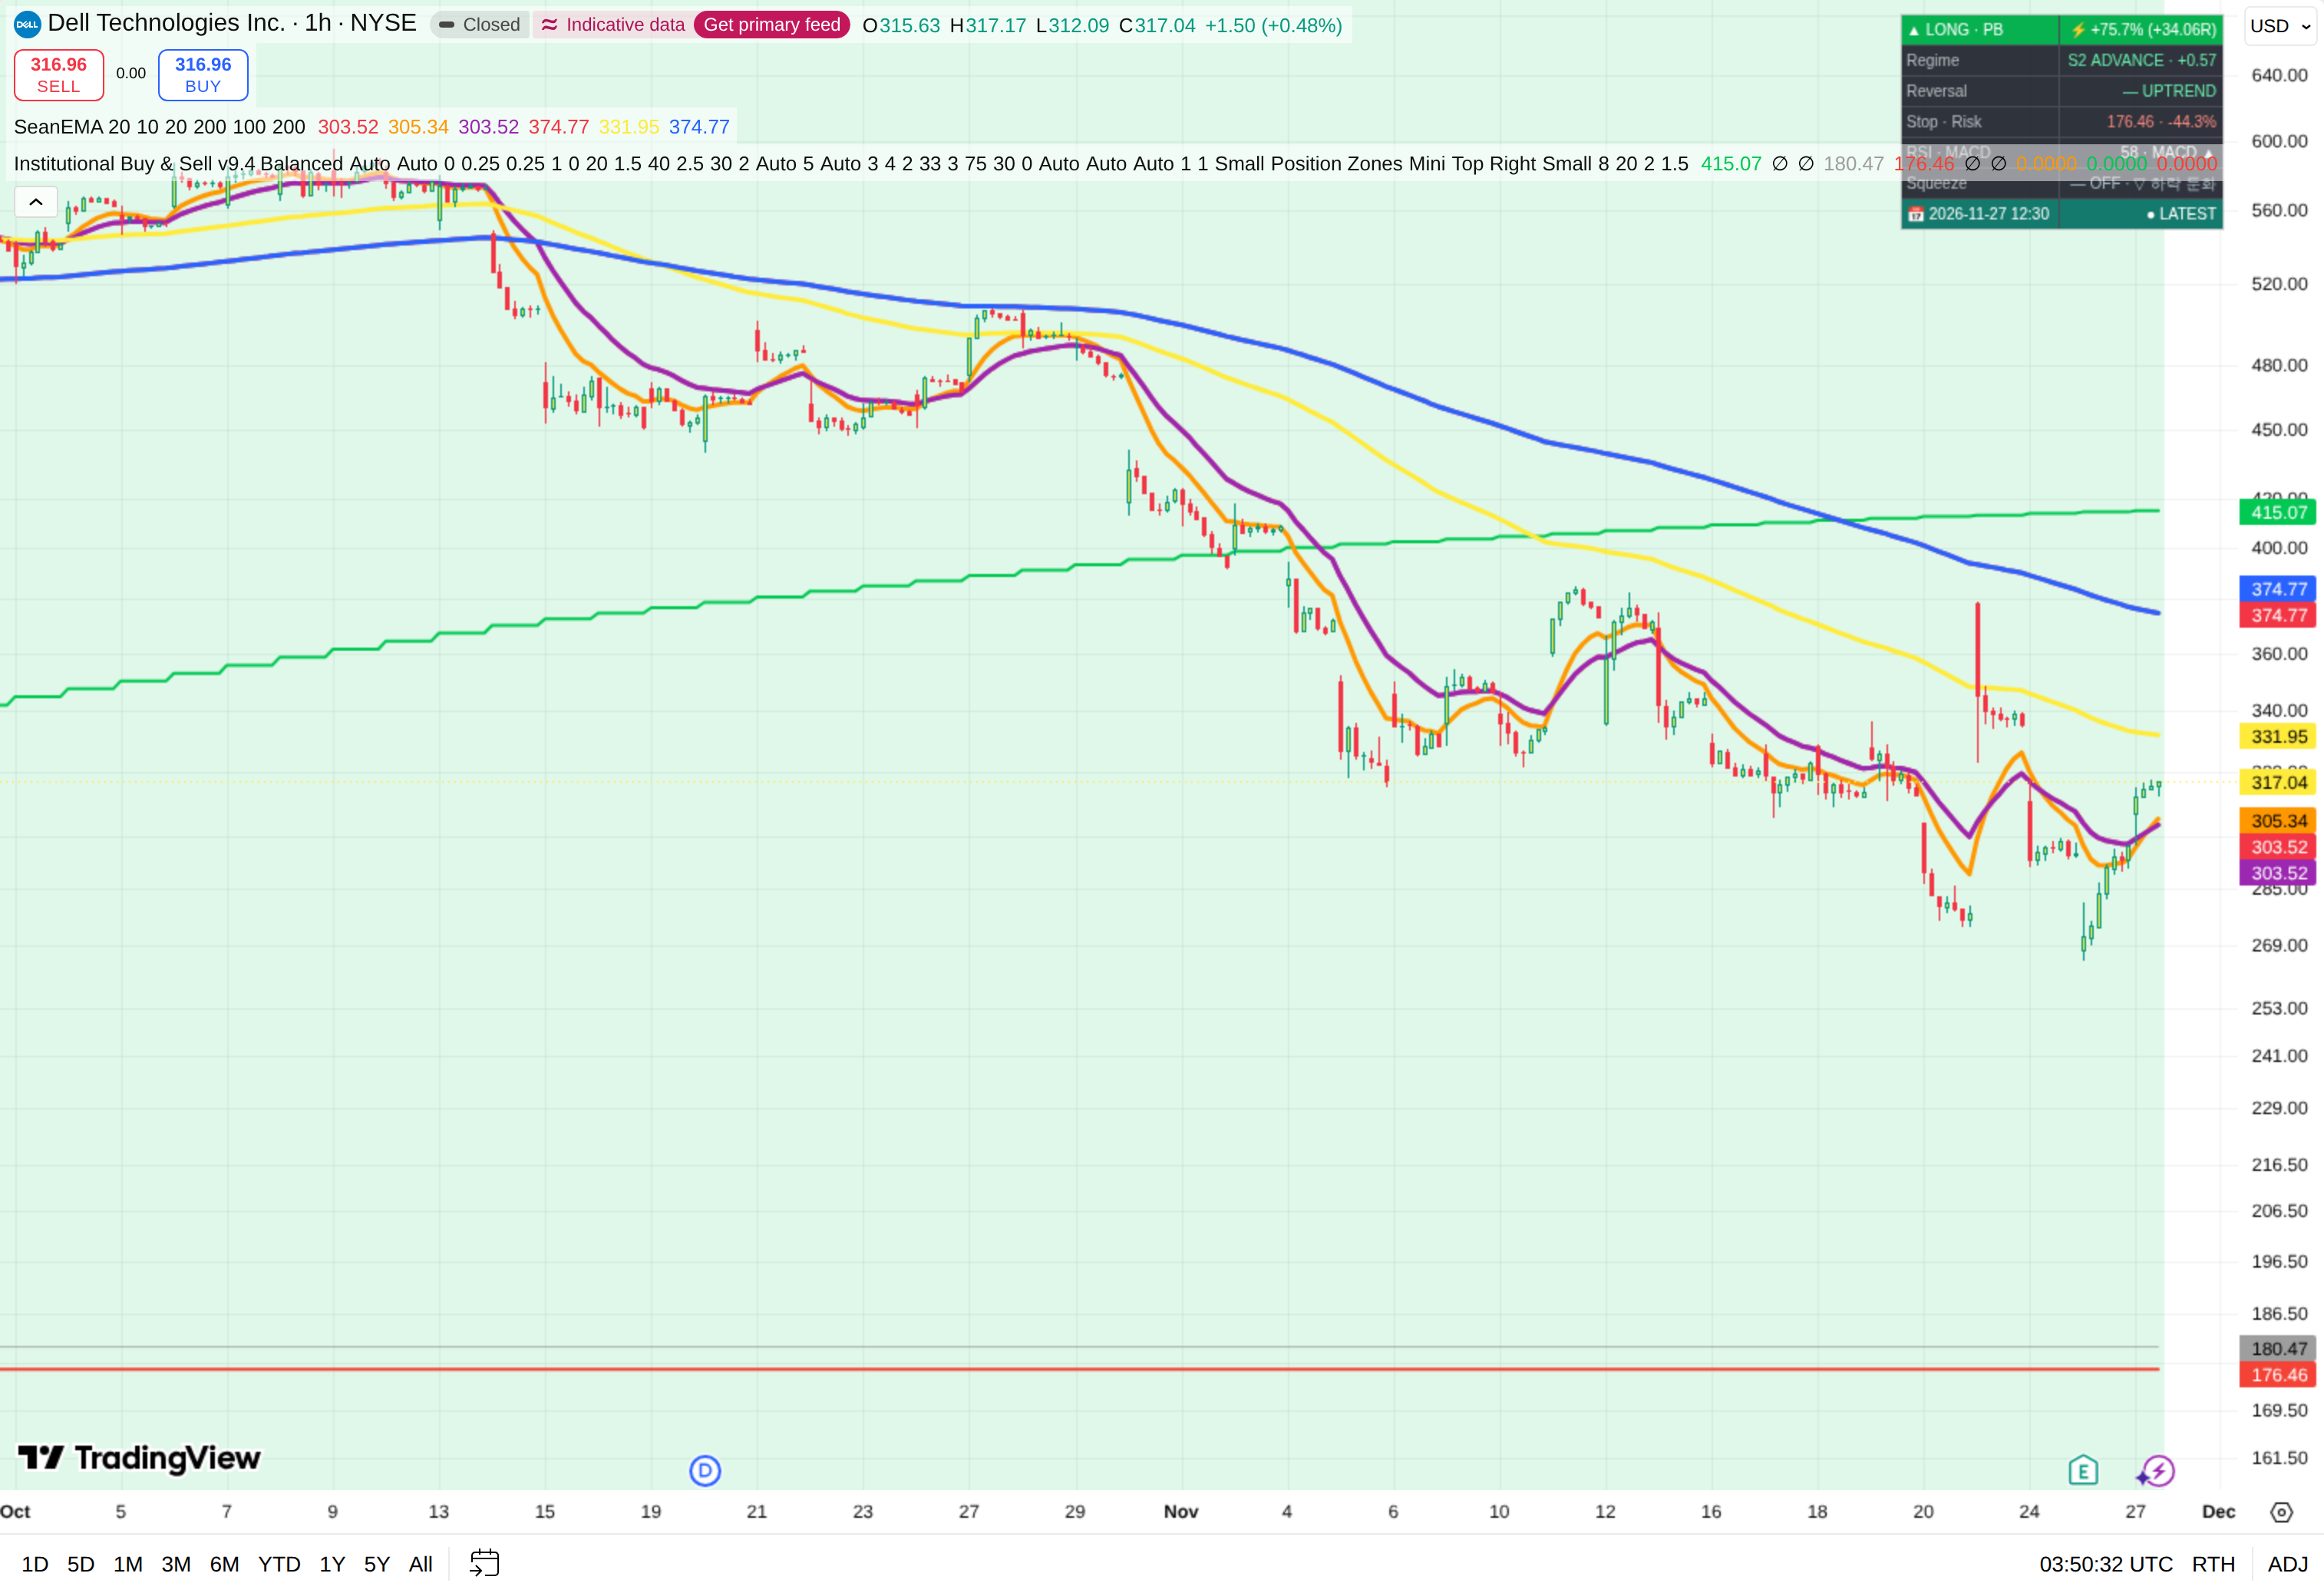 DELL Dell Technologies Inc. · 1h · NYSE Closed Indicative data Get primary feed O315.63 H317.17 L312.09 C317.04 +1.50 (+0.48%)
316.96 SELL 0.00 316.96 BUY
SeanEMA 20 10 20 200 100 200 303.52 305.34 303.52 374.77 331.95 374.77
Institutional Buy & Sell v9.4 Balanced Auto Auto 0 0.25 0.25 1 0 20 1.5 40 2.5 30 2 Auto 5 Auto 3 4 2 33 3 75 30 0 Auto Auto Auto 1 1 Small Position Zones Mini Top Right Small 8 20 2 1.5 415.07 ∅ ∅ 180.47 176.46 ∅ ∅ 0.0000 0.0000 0.0000
▲ LONG · PB ⚡ +75.7% (+34.06R)
Regime S2 ADVANCE · +0.57
Reversal — UPTREND
Stop · Risk 176.46 · -44.3%
RSI · MACD 58 · MACD ▲
Squeeze — OFF · ▽ 하락 둔화
📅 2026-11-27 12:30 ● LATEST
USD
640.00
600.00
560.00
520.00
480.00
450.00
415.07
400.00
374.77
374.77
360.00
340.00
331.95
317.04
305.34
303.52
303.52
285.00
269.00
253.00
241.00
229.00
216.50
206.50
196.50
186.50
180.47
176.46
169.50
161.50
TradingView
D E
Oct 5 7 9 13 15 19 21 23 27 29 Nov 4 6 10 12 16 18 20 24 27 Dec
1D 5D 1M 3M 6M YTD 1Y 5Y All 03:50:32 UTC RTH ADJ